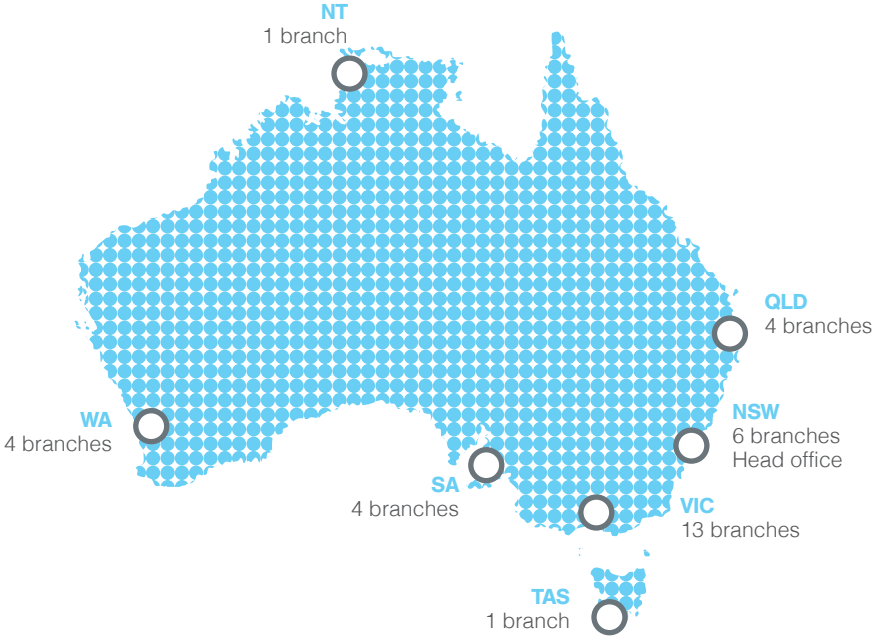 NT
1 branch
QLD
4 branches
WA
4 branches
NSW
6 branches
Head office
SA
4 branches
VIC
13 branches
TAS
1 branch